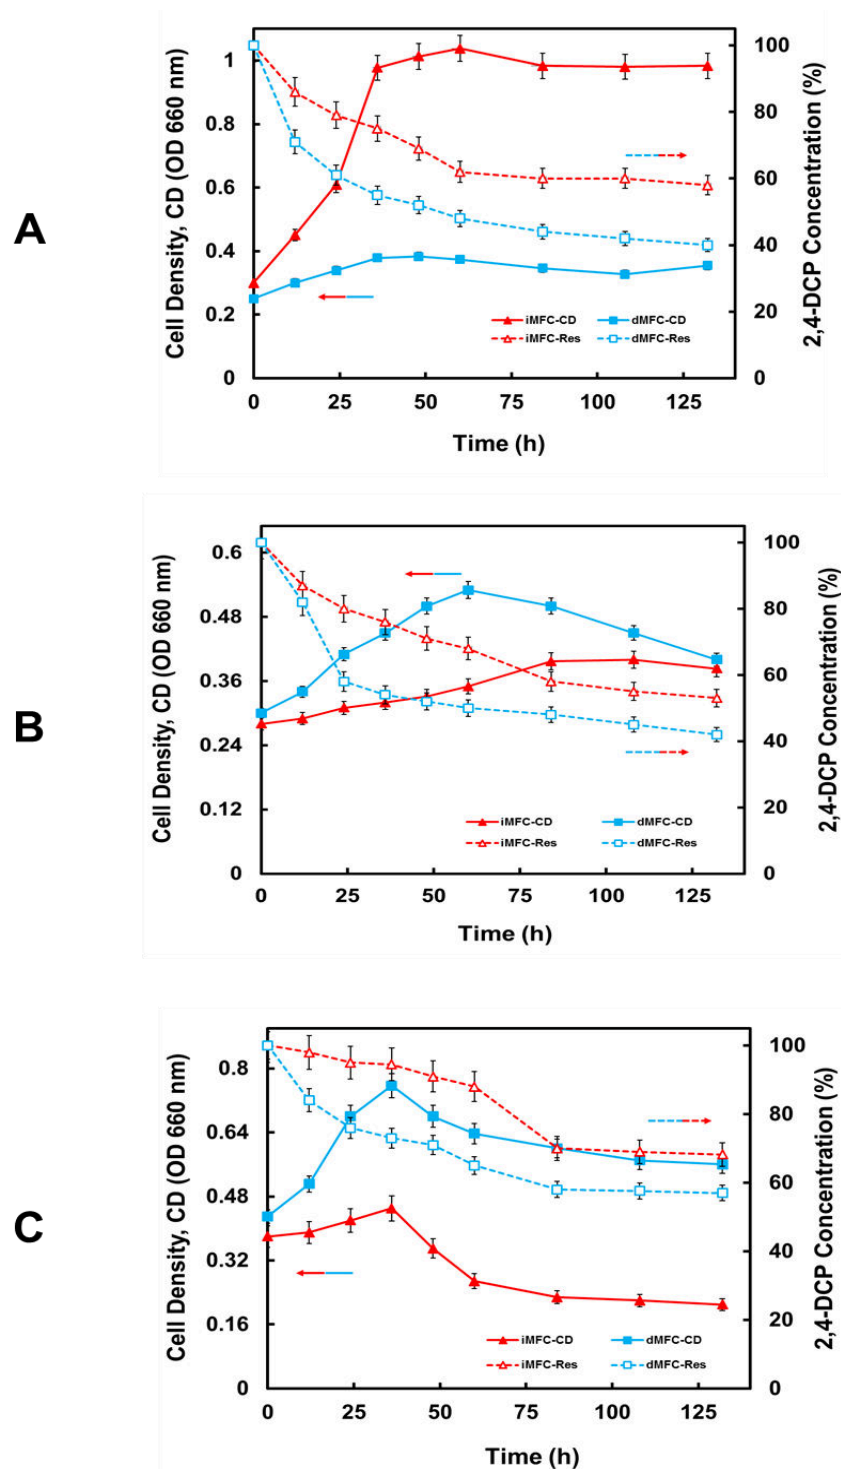 A
Cell Density, CD (OD 660 nm)
1
0.8
0.6
0.4
0.2
0
100
80
60
40
20
0
2,4-DCP Concentration (%)
iMFC-CD dMFC-CD
iMFC-Res dMFC-Res
0 25 50 75 100 125
Time (h)
B
Cell Density, CD (OD 660 nm)
0.6
0.48
0.36
0.24
0.12
0
100
80
60
40
20
0
2,4-DCP Concentration (%)
iMFC-CD dMFC-CD
iMFC-Res dMFC-Res
0 25 50 75 100 125
Time (h)
C
Cell Density, CD (OD 660 nm)
0.8
0.64
0.48
0.32
0.16
0
100
80
60
40
20
0
2,4-DCP Concentration (%)
iMFC-CD dMFC-CD
iMFC-Res dMFC-Res
0 25 50 75 100 125
Time (h)